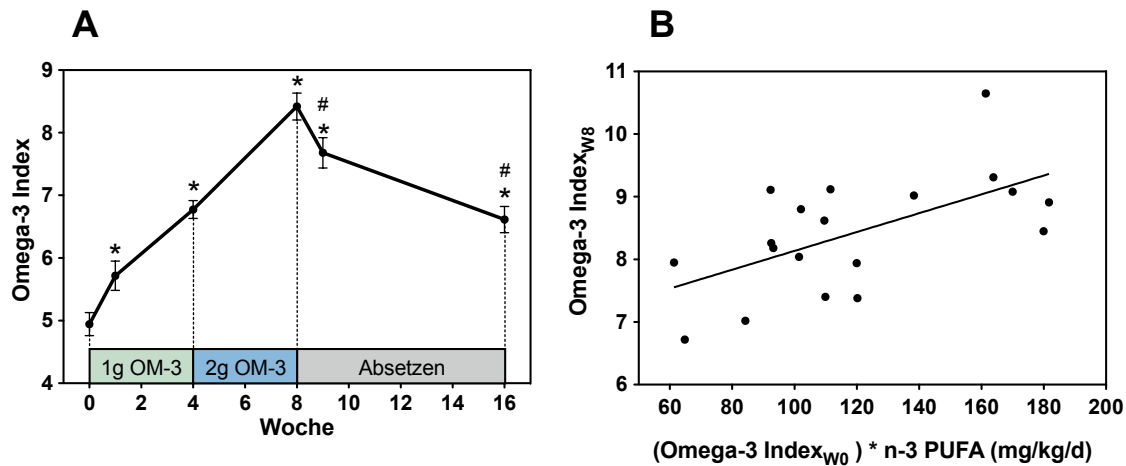 A
Omega-3 Index
9
8
7
6
5
4
*
*
*
#
*
#
*
1g OM-3
2g OM-3
Absetzen
0 2 4 6 8 10 12 14 16
Woche
B
Omega-3 Index_W8
11
10
9
8
7
6
60 80 100 120 140 160 180 200
(Omega-3 Index_W0 ) * n-3 PUFA (mg/kg/d)